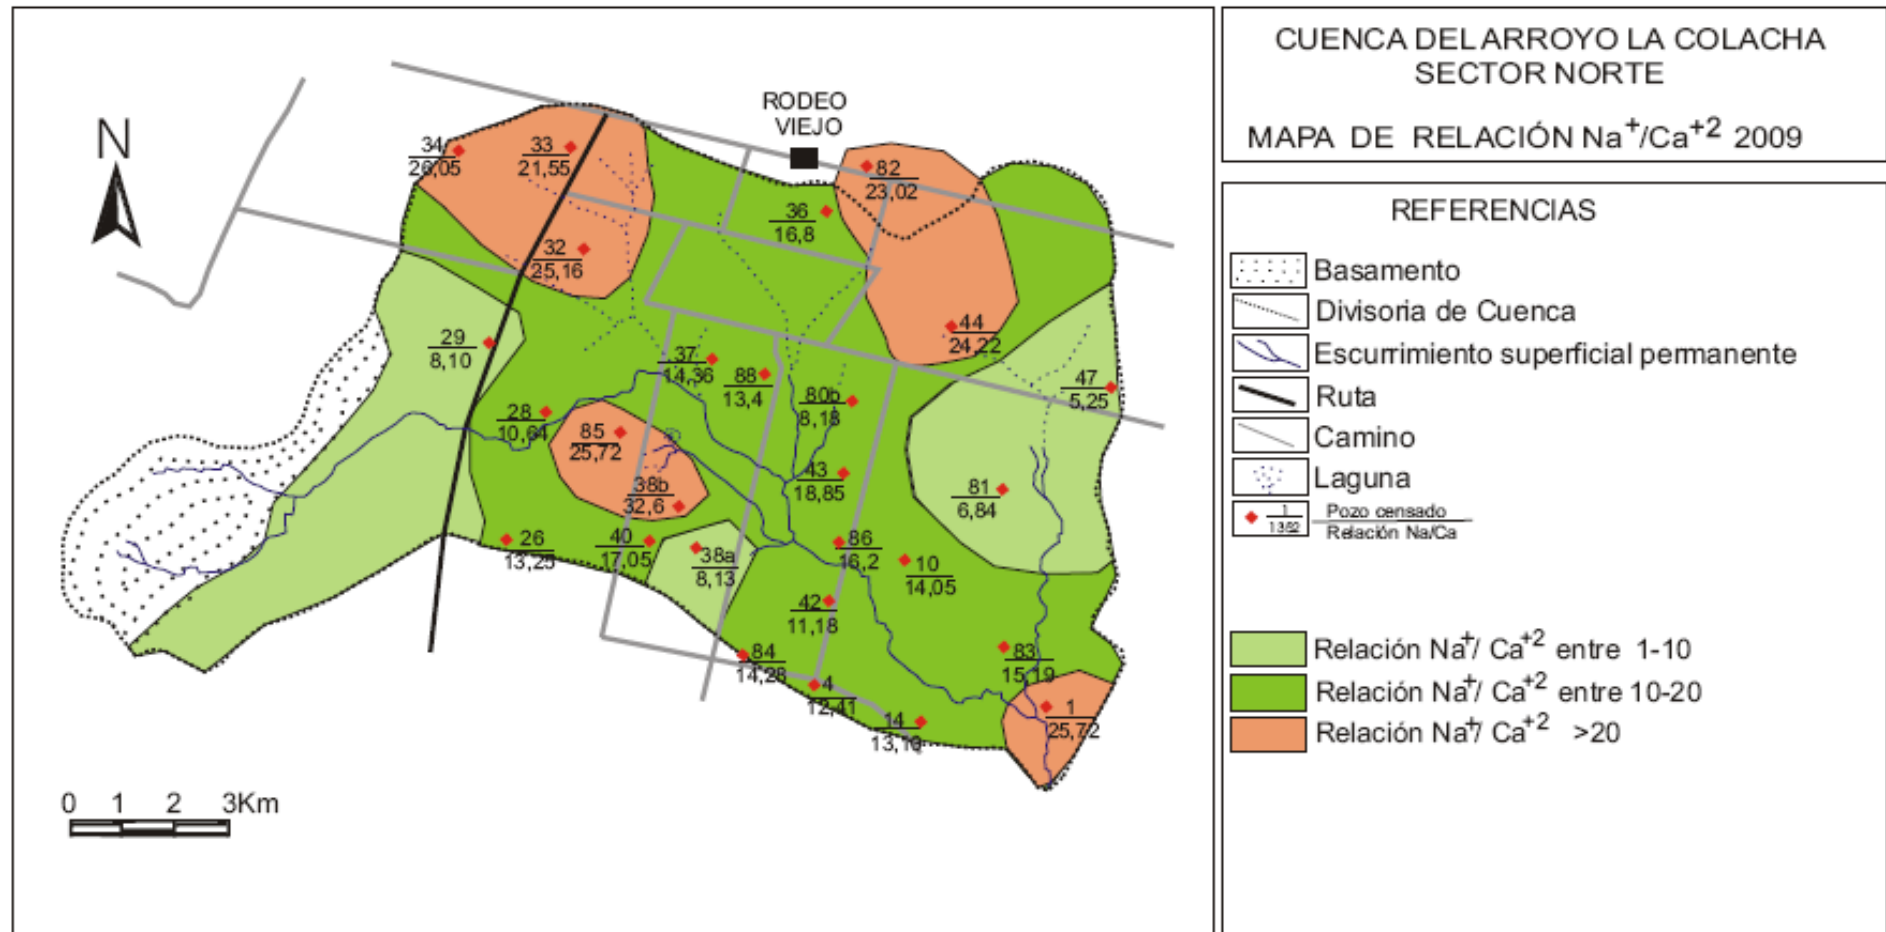 CUENCA DEL ARROYO LA COLACHA
SECTOR NORTE
MAPA DE RELACIÓN Na+/Ca+2 2009
REFERENCIAS
Basamento
Divisoria de Cuenca
Escurrimiento superficial permanente
Ruta
Camino
Laguna
1 Pozo censado
Relación Na/Ca
Relación Na+/ Ca+2 entre 1-10
Relación Na+/ Ca+2 entre 10-20
Relación Na+/ Ca+2 >20
N
RODEO
VIEJO
34
26,05
33
21,55
82
23,02
36
16,8
32
25,16
44
24,22
29
8,10
37
14,36
88
13,4
80b
8,18
47
5,25
28
10,64
85
25,72
38b
32,6
43
18,85
81
6,84
26
13,25
40
17,05
38a
8,13
86
16,2
10
14,05
42
11,18
84
14,28
4
12,41
83
15,19
14
1
25,72
0 1 2 3Km